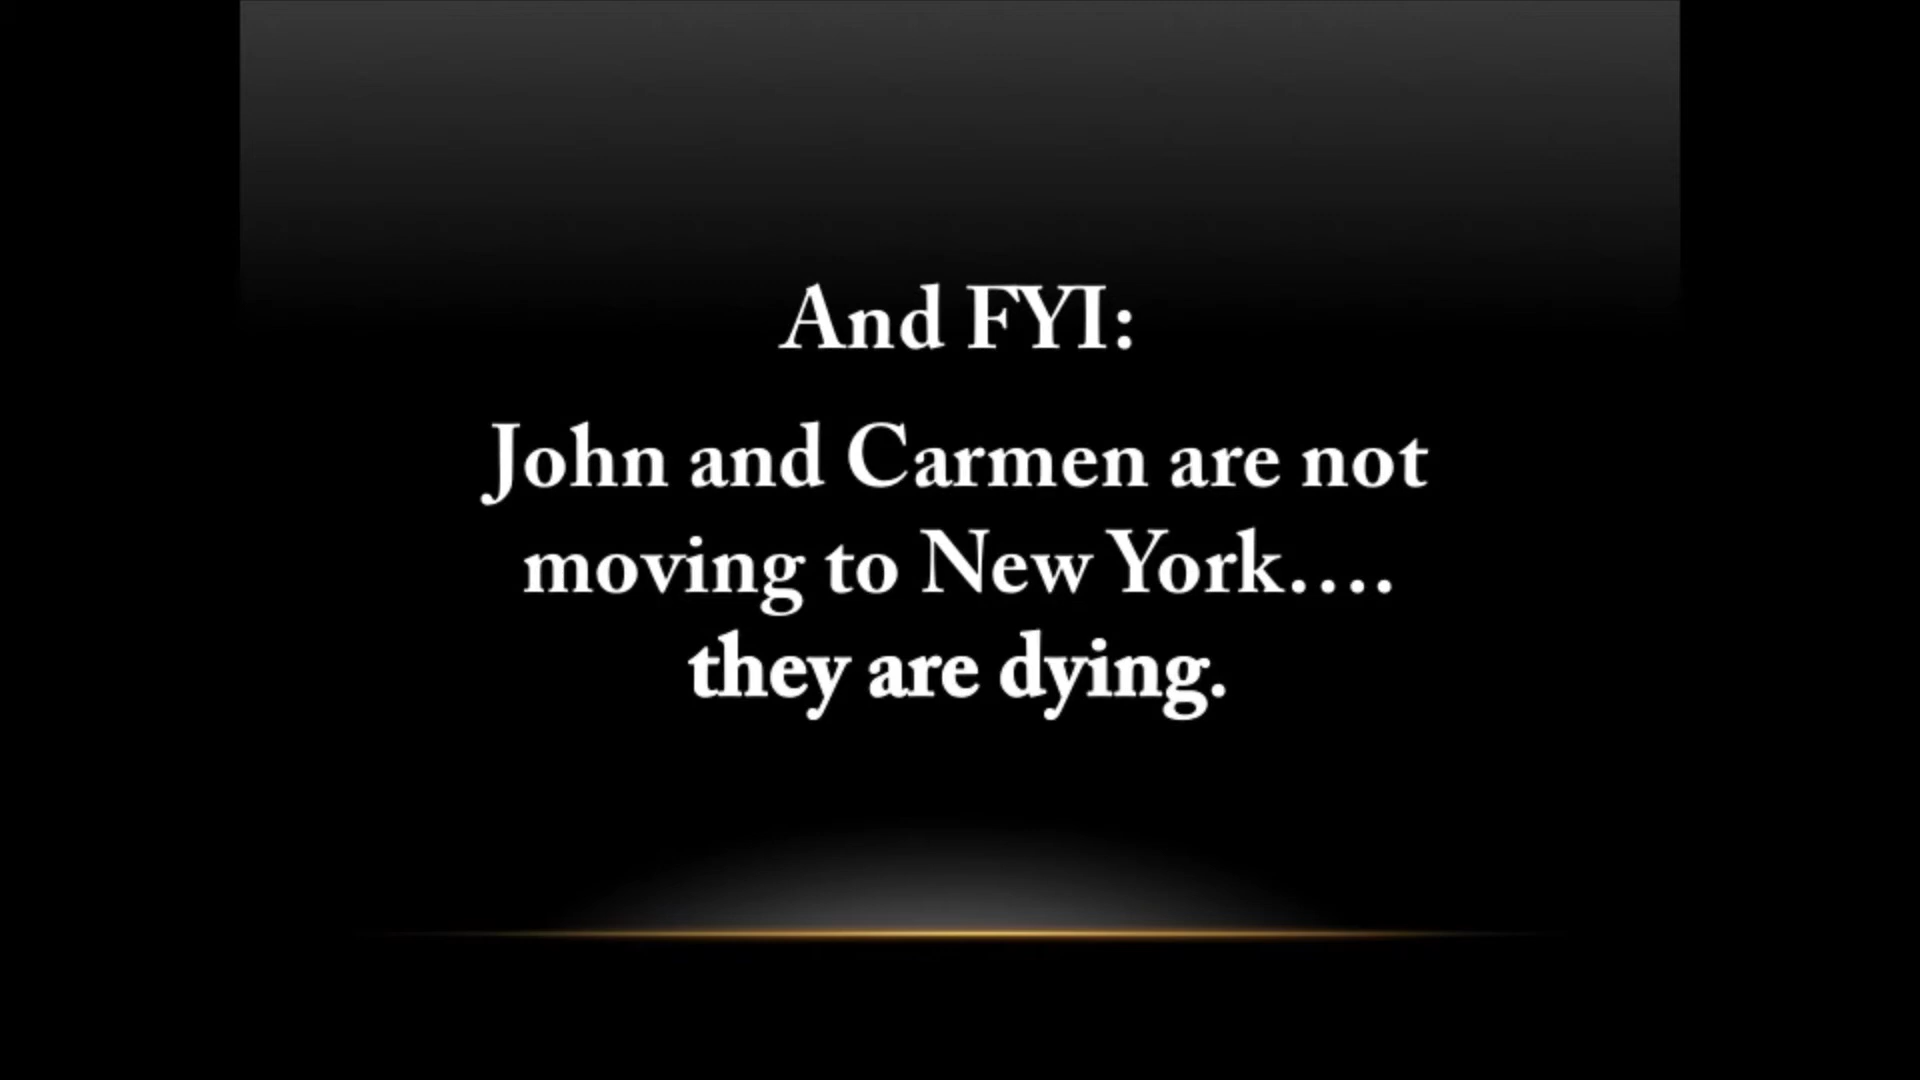 And FYI:
John and Carmen are not
moving to New York....
they are dying.